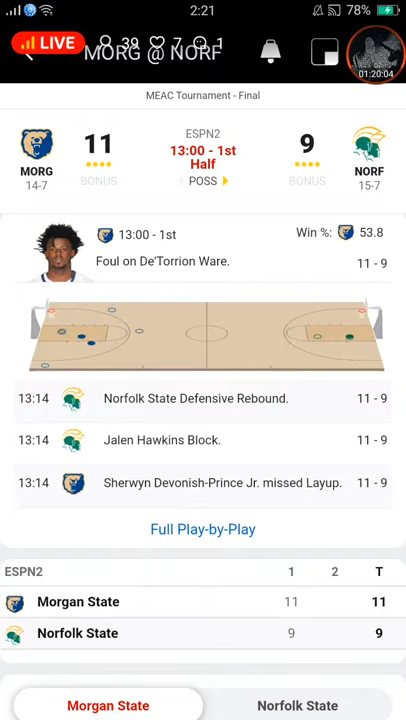 2:21
78%
LIVE
39 7 1
MORG @ NORF
01:20:04
MEAC Tournament - Final
MORG
14-7
11
BONUS
ESPN2
13:00 - 1st
Half
POSS
9
BONUS
NORF
15-7
13:00 - 1st
Win %: 53.8
Foul on De'Torrion Ware.
11 - 9
13:14 Norfolk State Defensive Rebound. 11 - 9
13:14 Jalen Hawkins Block. 11 - 9
13:14 Sherwyn Devonish-Prince Jr. missed Layup. 11 - 9
Full Play-by-Play
ESPN2 1 2 T
Morgan State 11 11
Norfolk State 9 9
Morgan State Norfolk State